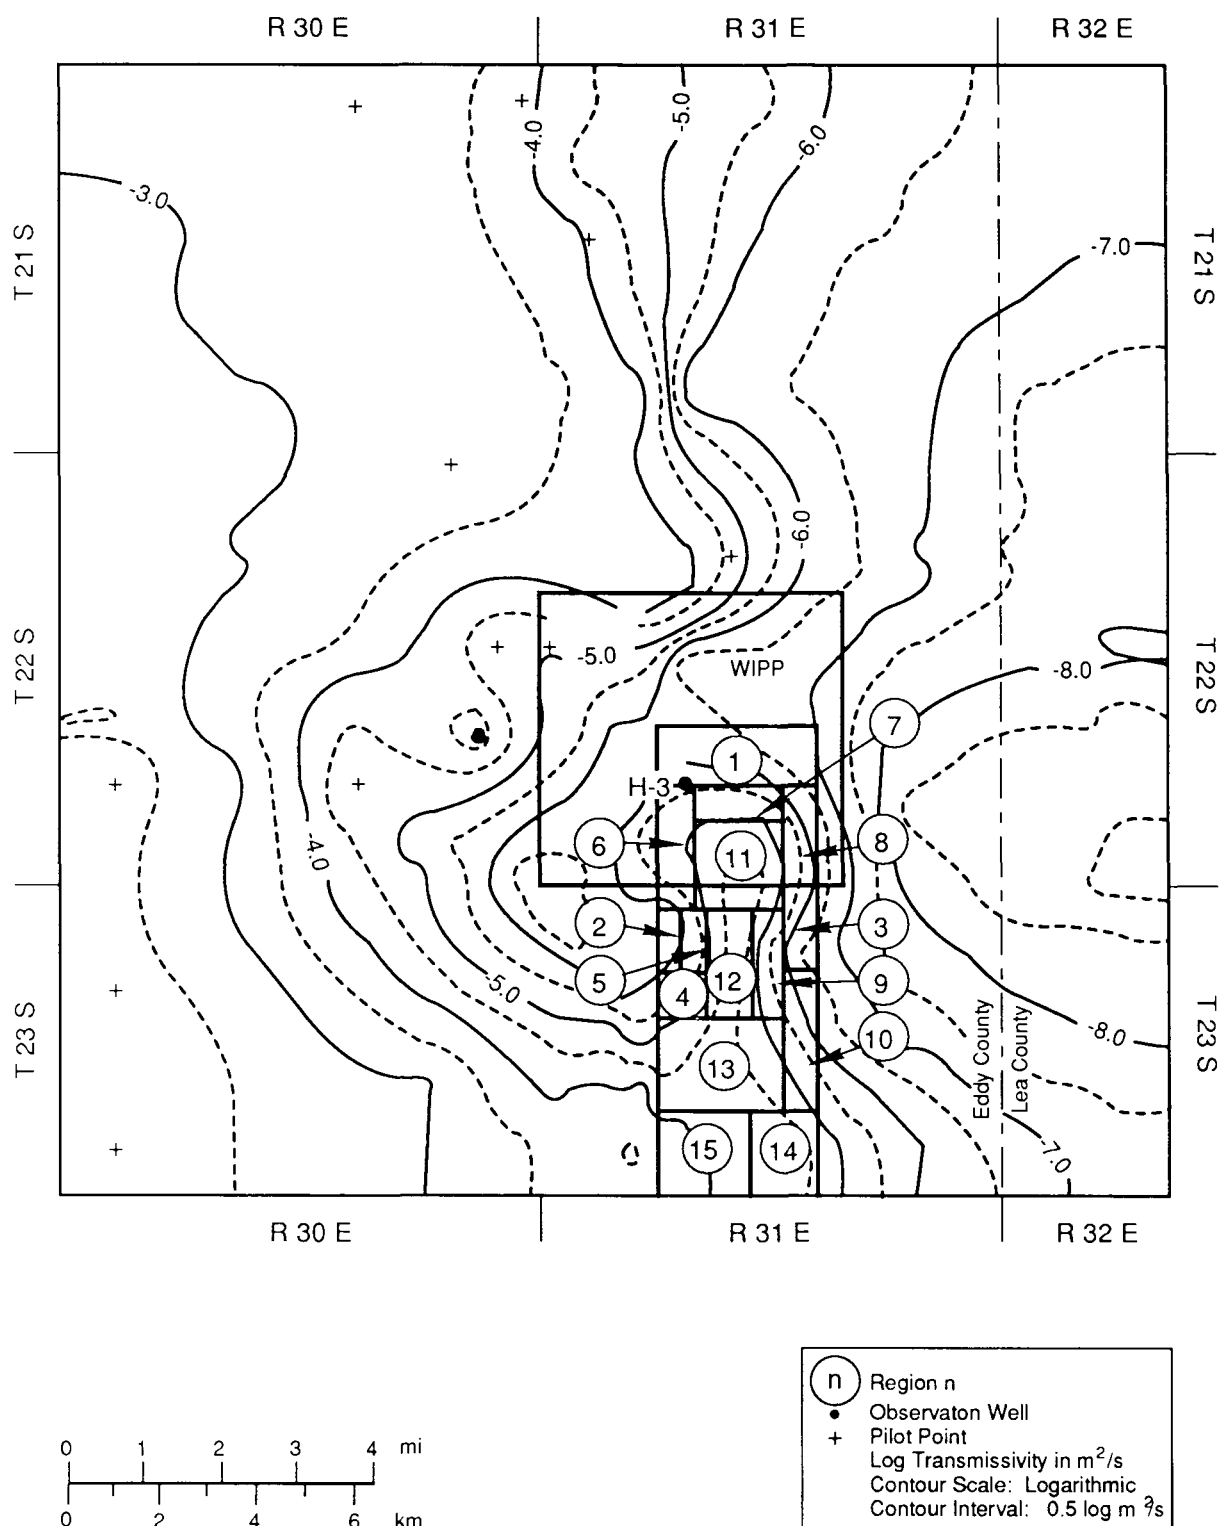 R 30 E R 31 E R 32 E
-4.0 -5.0 -6.0
-3.0
T 21 S -7.0 T 21 S
-6.0
T 22 S -5.0 WIPP -8.0 T 22 S
7
1
H-3
-4.0 6 11 8
2 3
5 12 9
-5.0 4
T 23 S -8.0 T 23 S
10
13
Eddy County
Lea County
15 14 -7.0
R 30 E R 31 E R 32 E
n Region n
Observaton Well
+ Pilot Point
Log Transmissivity in m²/s
Contour Scale: Logarithmic
Contour Interval: 0.5 log m²/s
0 1 2 3 4 mi
0 2 4 6 km